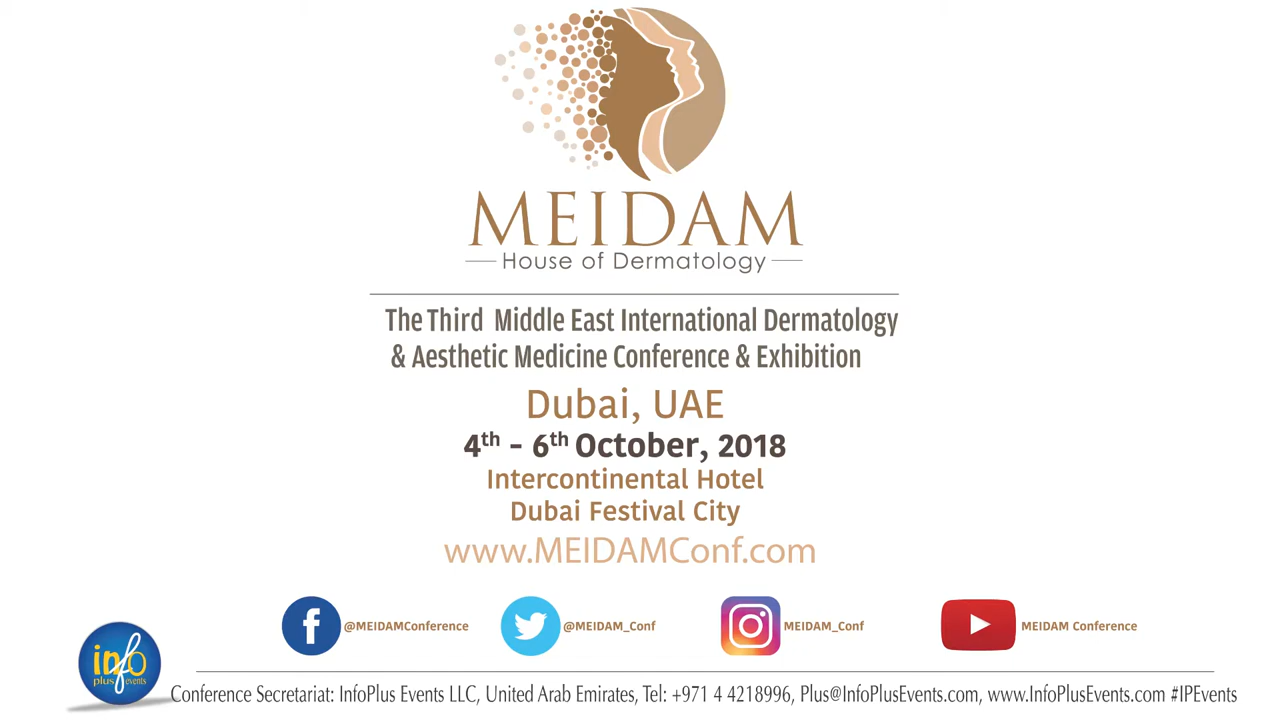 MEIDAM
House of Dermatology
The Third Middle East International Dermatology
& Aesthetic Medicine Conference & Exhibition
Dubai, UAE
4th - 6th October, 2018
Intercontinental Hotel
Dubai Festival City
www.MEIDAMConf.com
@MEIDAMConference @MEIDAM_Conf MEIDAM_Conf MEIDAM Conference
info
plus events
Conference Secretariat: InfoPlus Events LLC, United Arab Emirates, Tel: +971 4 4218996, Plus@InfoPlusEvents.com, www.InfoPlusEvents.com #IPEvents